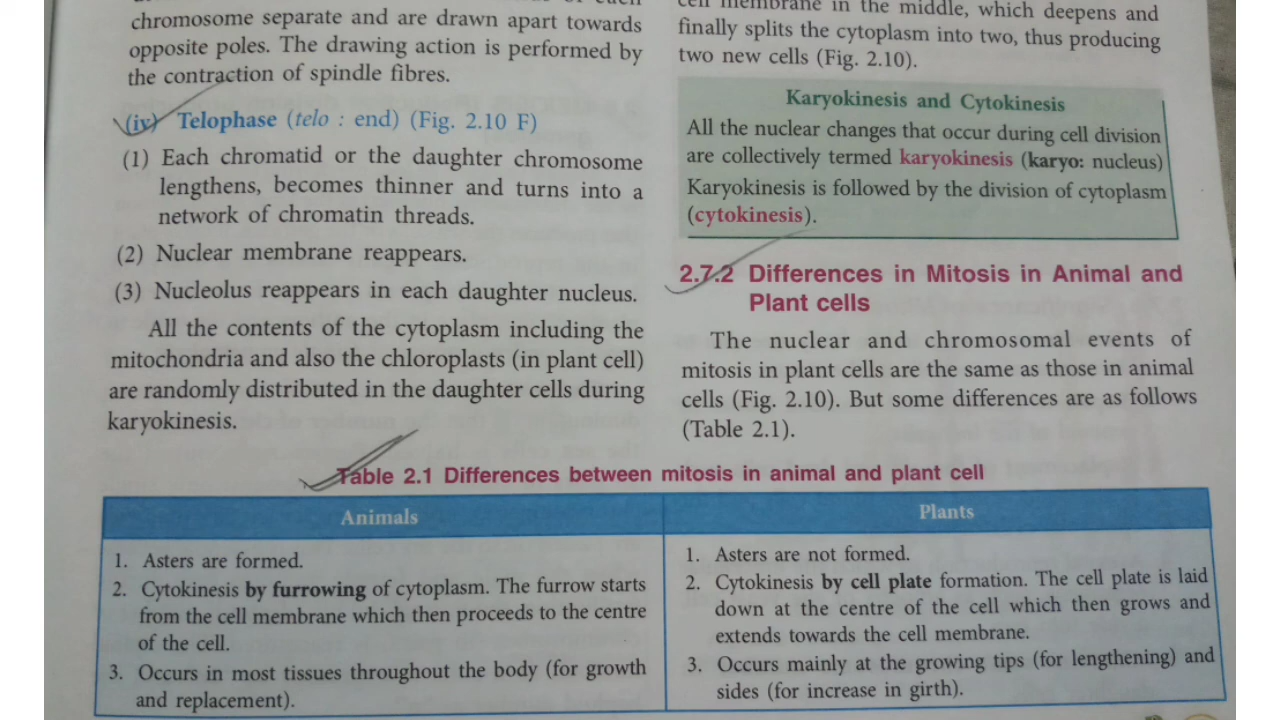 chromosome separate and are drawn apart towards
opposite poles. The drawing action is performed by
the contraction of spindle fibres.
(iv) Telophase (telo : end) (Fig. 2.10 F)
(1) Each chromatid or the daughter chromosome
lengthens, becomes thinner and turns into a
network of chromatin threads.
(2) Nuclear membrane reappears.
(3) Nucleolus reappears in each daughter nucleus.
All the contents of the cytoplasm including the
mitochondria and also the chloroplasts (in plant cell)
are randomly distributed in the daughter cells during
karyokinesis.
cell membrane in the middle, which deepens and
finally splits the cytoplasm into two, thus producing
two new cells (Fig. 2.10).
Karyokinesis and Cytokinesis
All the nuclear changes that occur during cell division
are collectively termed karyokinesis (karyo: nucleus)
Karyokinesis is followed by the division of cytoplasm
(cytokinesis).
2.7.2 Differences in Mitosis in Animal and
Plant cells
The nuclear and chromosomal events of
mitosis in plant cells are the same as those in animal
cells (Fig. 2.10). But some differences are as follows
(Table 2.1).
Table 2.1 Differences between mitosis in animal and plant cell
Animals
1. Asters are formed.
2. Cytokinesis by furrowing of cytoplasm. The furrow starts
from the cell membrane which then proceeds to the centre
of the cell.
3. Occurs in most tissues throughout the body (for growth
and replacement).
Plants
1. Asters are not formed.
2. Cytokinesis by cell plate formation. The cell plate is laid
down at the centre of the cell which then grows and
extends towards the cell membrane.
3. Occurs mainly at the growing tips (for lengthening) and
sides (for increase in girth).